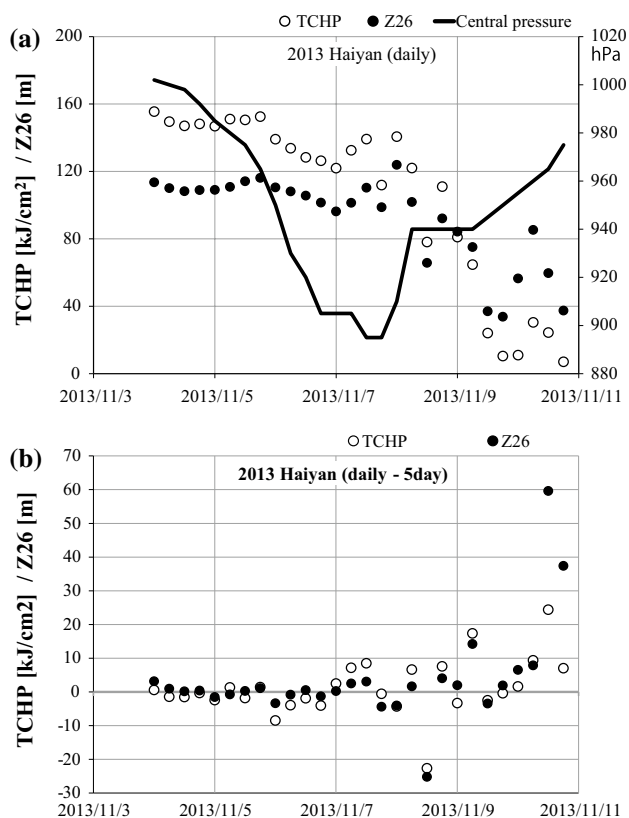 TCHP Z26 Central pressure
(a)
2013 Haiyan (daily)
hPa
TCHP [kJ/cm²] / Z26 [m]
200
160
120
80
40
0
1020
1000
980
960
940
920
900
880
2013/11/3 2013/11/5 2013/11/7 2013/11/9 2013/11/11
(b)
TCHP Z26
2013 Haiyan (daily - 5day)
TCHP [kJ/cm2] / Z26 [m]
70
60
50
40
30
20
10
0
-10
-20
-30
2013/11/3 2013/11/5 2013/11/7 2013/11/9 2013/11/11